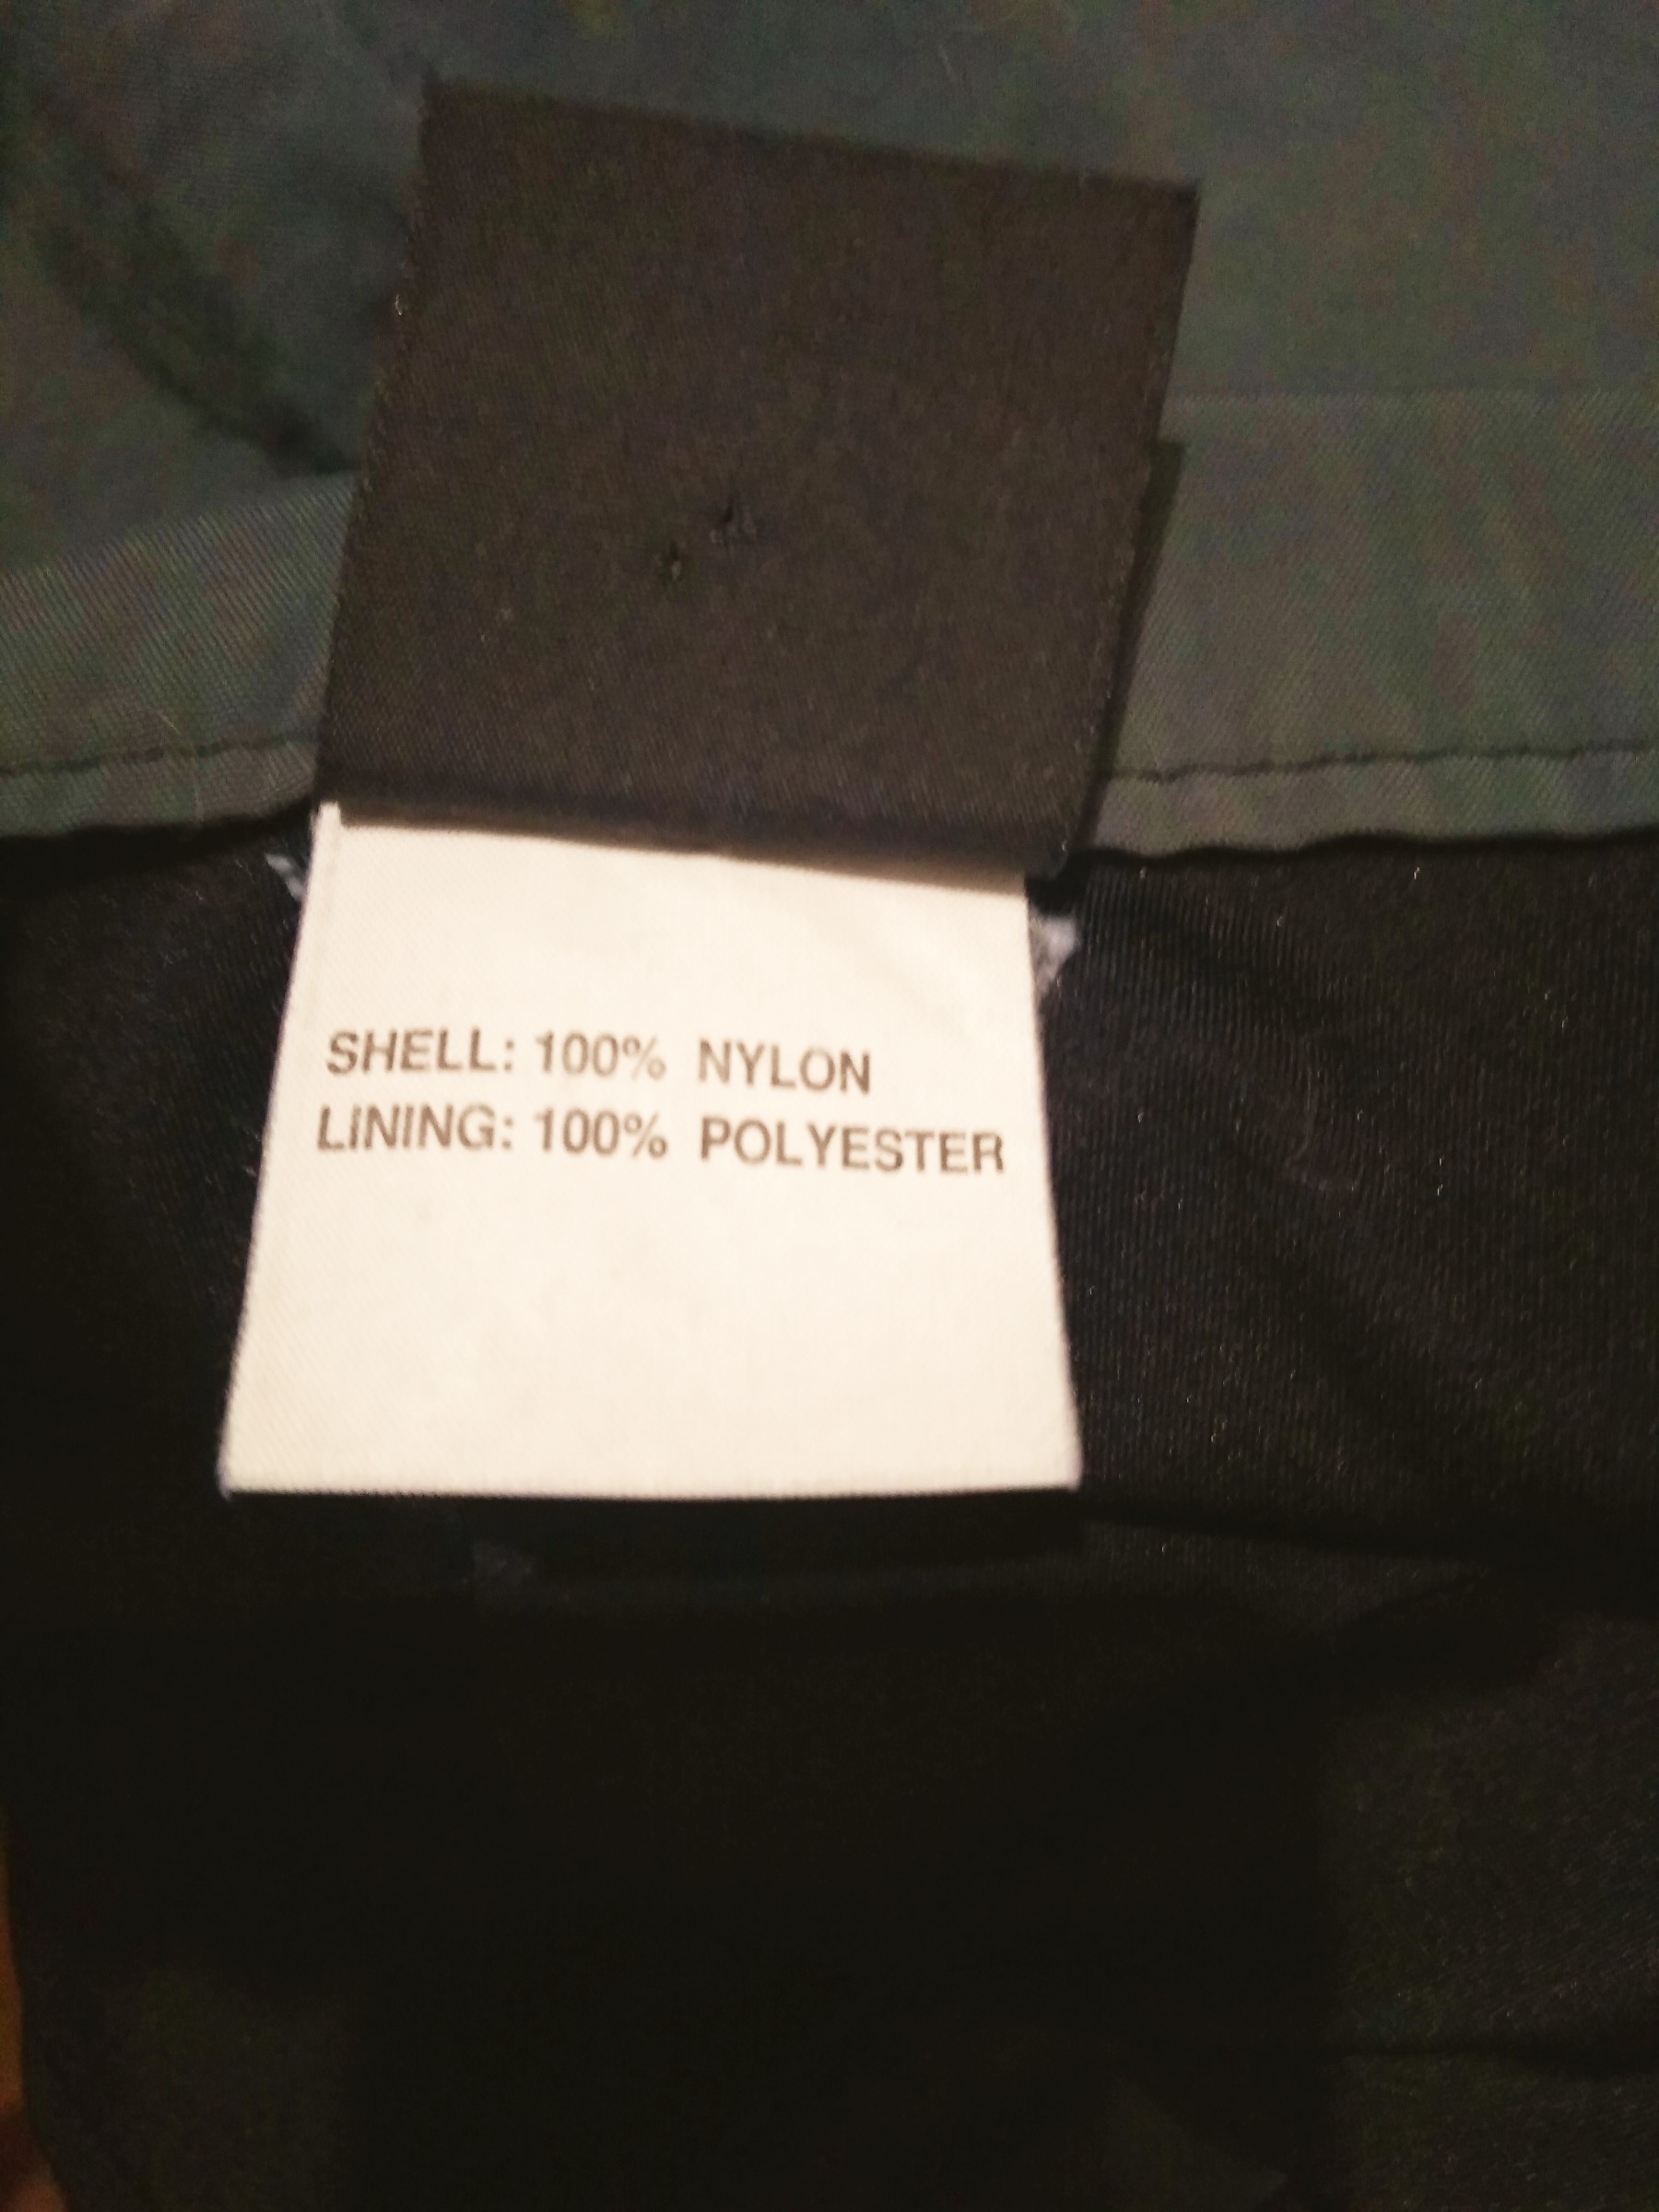 SHELL: 100% NYLON
LINING: 100% POLYESTER